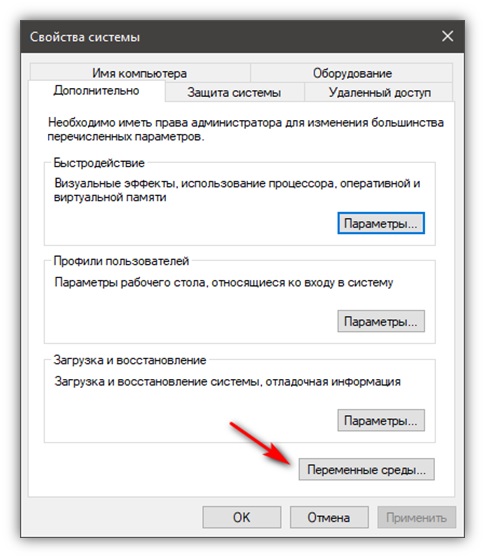 Свойства системы
Имя компьютера
Оборудование
Дополнительно
Защита системы
Удаленный доступ
Необходимо иметь права администратора для изменения большинства
перечисленных параметров.
Быстродействие
Визуальные эффекты, использование процессора, оперативной и
виртуальной памяти
Параметры...
Профили пользователей
Параметры рабочего стола, относящиеся ко входу в систему
Параметры...
Загрузка и восстановление
Загрузка и восстановление системы, отладочная информация
Параметры...
Переменные среды...
OK
Отмена
Применить